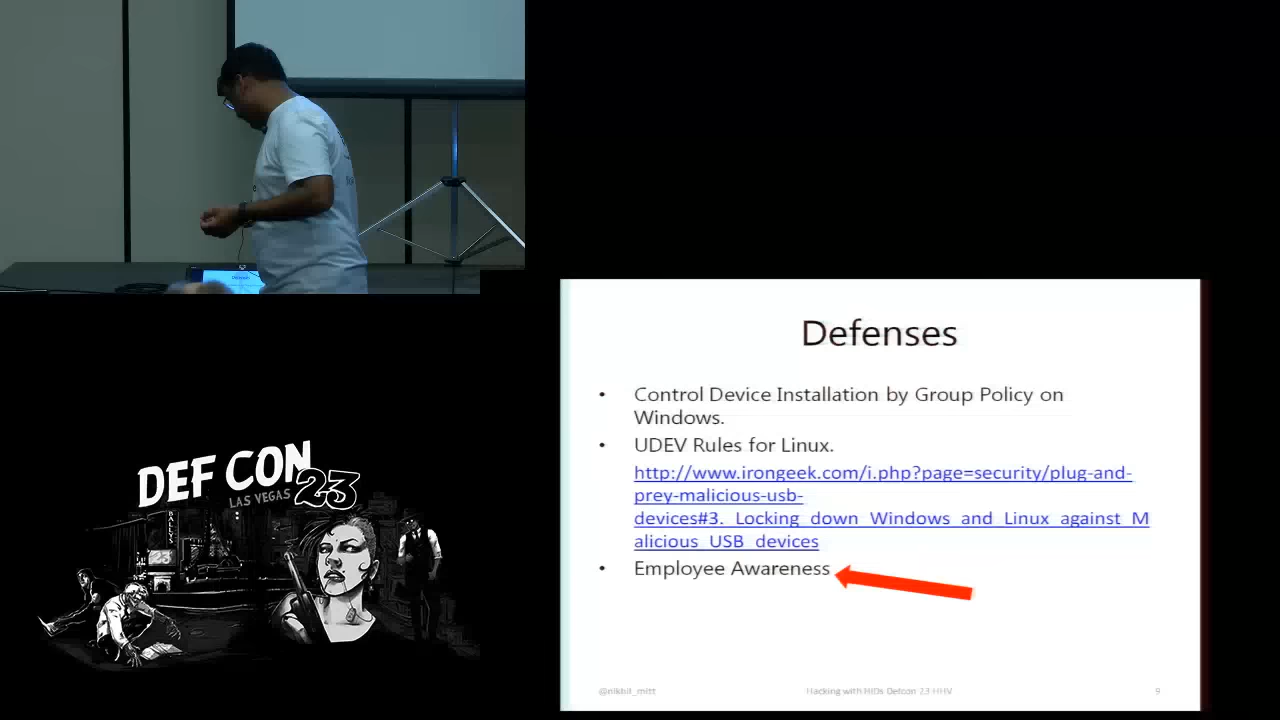 DEF CON 23
LAS VEGAS
BALLYS
23
Defenses
• Control Device Installation by Group Policy on
Windows.
• UDEV Rules for Linux.
http://www.irongeek.com/i.php?page=security/plug-and-
prey-malicious-usb-
devices#3._Locking_down_Windows_and_Linux_against_M
alicious_USB_devices
• Employee Awareness
@nikhil_mitt
Hacking with HIDs Defcon 23 HHV
9